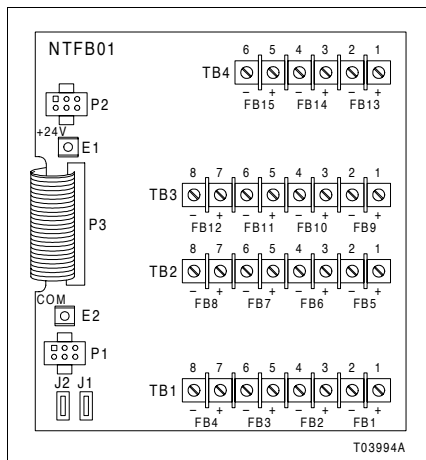 NTFB01
6 5 4 3 2 1
TB4
− + − + − +
FB15 FB14 FB13
P2
+24V
E1
8 7 6 5 4 3 2 1
TB3
− + − + − + − +
FB12 FB11 FB10 FB9
P3
8 7 6 5 4 3 2 1
TB2
− + − + − + − +
FB8 FB7 FB6 FB5
COM
E2
P1
J2 J1
8 7 6 5 4 3 2 1
TB1
− + − + − + − +
FB4 FB3 FB2 FB1
T03994A